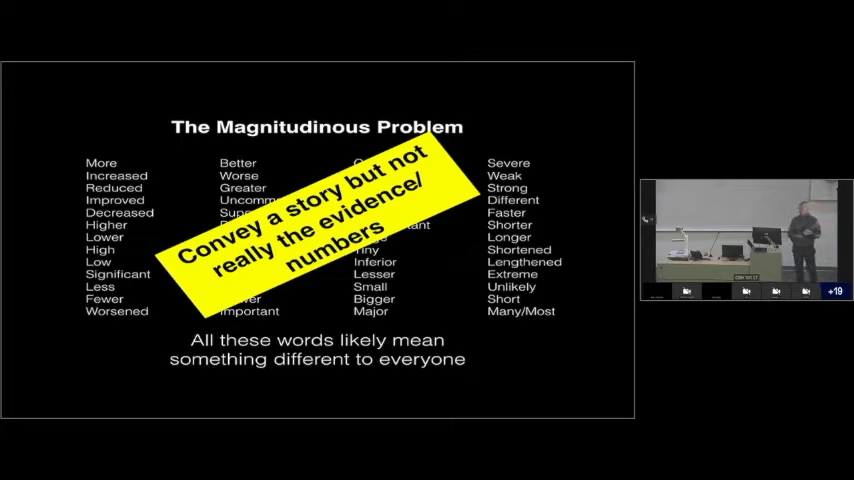 The Magnitudinous Problem
More
Increased
Reduced
Improved
Decreased
Higher
Lower
High
Low
Significant
Less
Fewer
Worsened
Better
Worse
Greater
Important
Tiny
Inferior
Lesser
Small
Bigger
Major
Severe
Weak
Strong
Different
Faster
Shorter
Longer
Shortened
Lengthened
Extreme
Unlikely
Short
Many/Most
Convey a story but not
really the evidence/
numbers
All these words likely mean
something different to everyone
+19